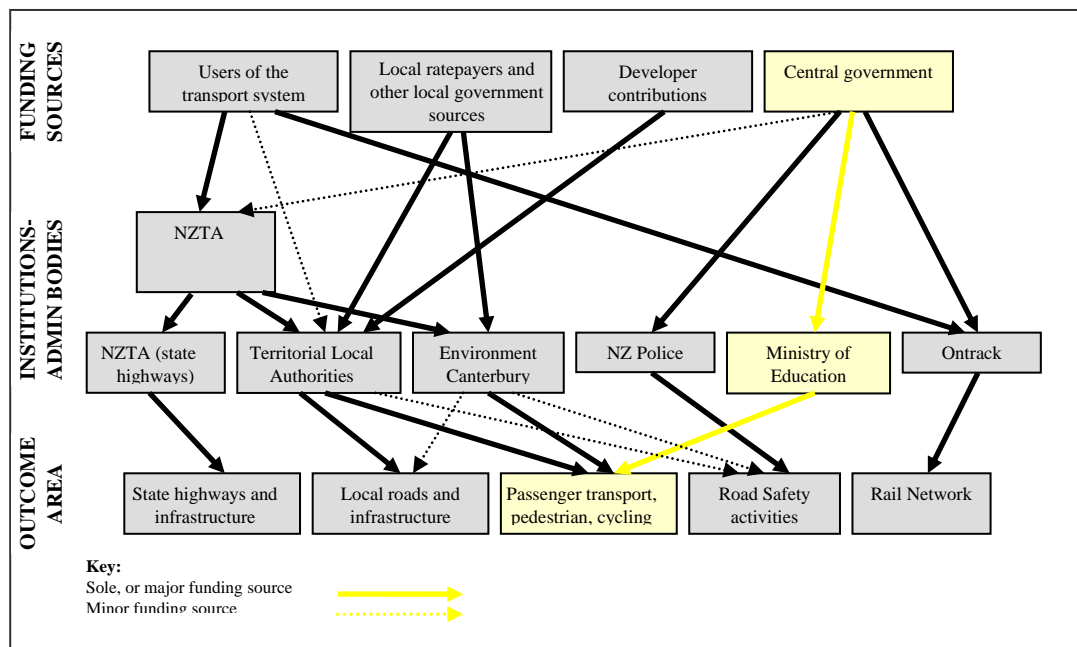 FUNDING
SOURCES
Users of the
transport system
Local ratepayers and
other local government
sources
Developer
contributions
Central government
INSTITUTIONS-
ADMIN BODIES
NZTA
NZTA (state
highways)
Territorial Local
Authorities
Environment
Canterbury
NZ Police
Ministry of
Education
Ontrack
OUTCOME
AREA
State highways and
infrastructure
Local roads and
infrastructure
Passenger transport,
pedestrian, cycling
Road Safety
activities
Rail Network
Key:
Sole, or major funding source
Minor funding source